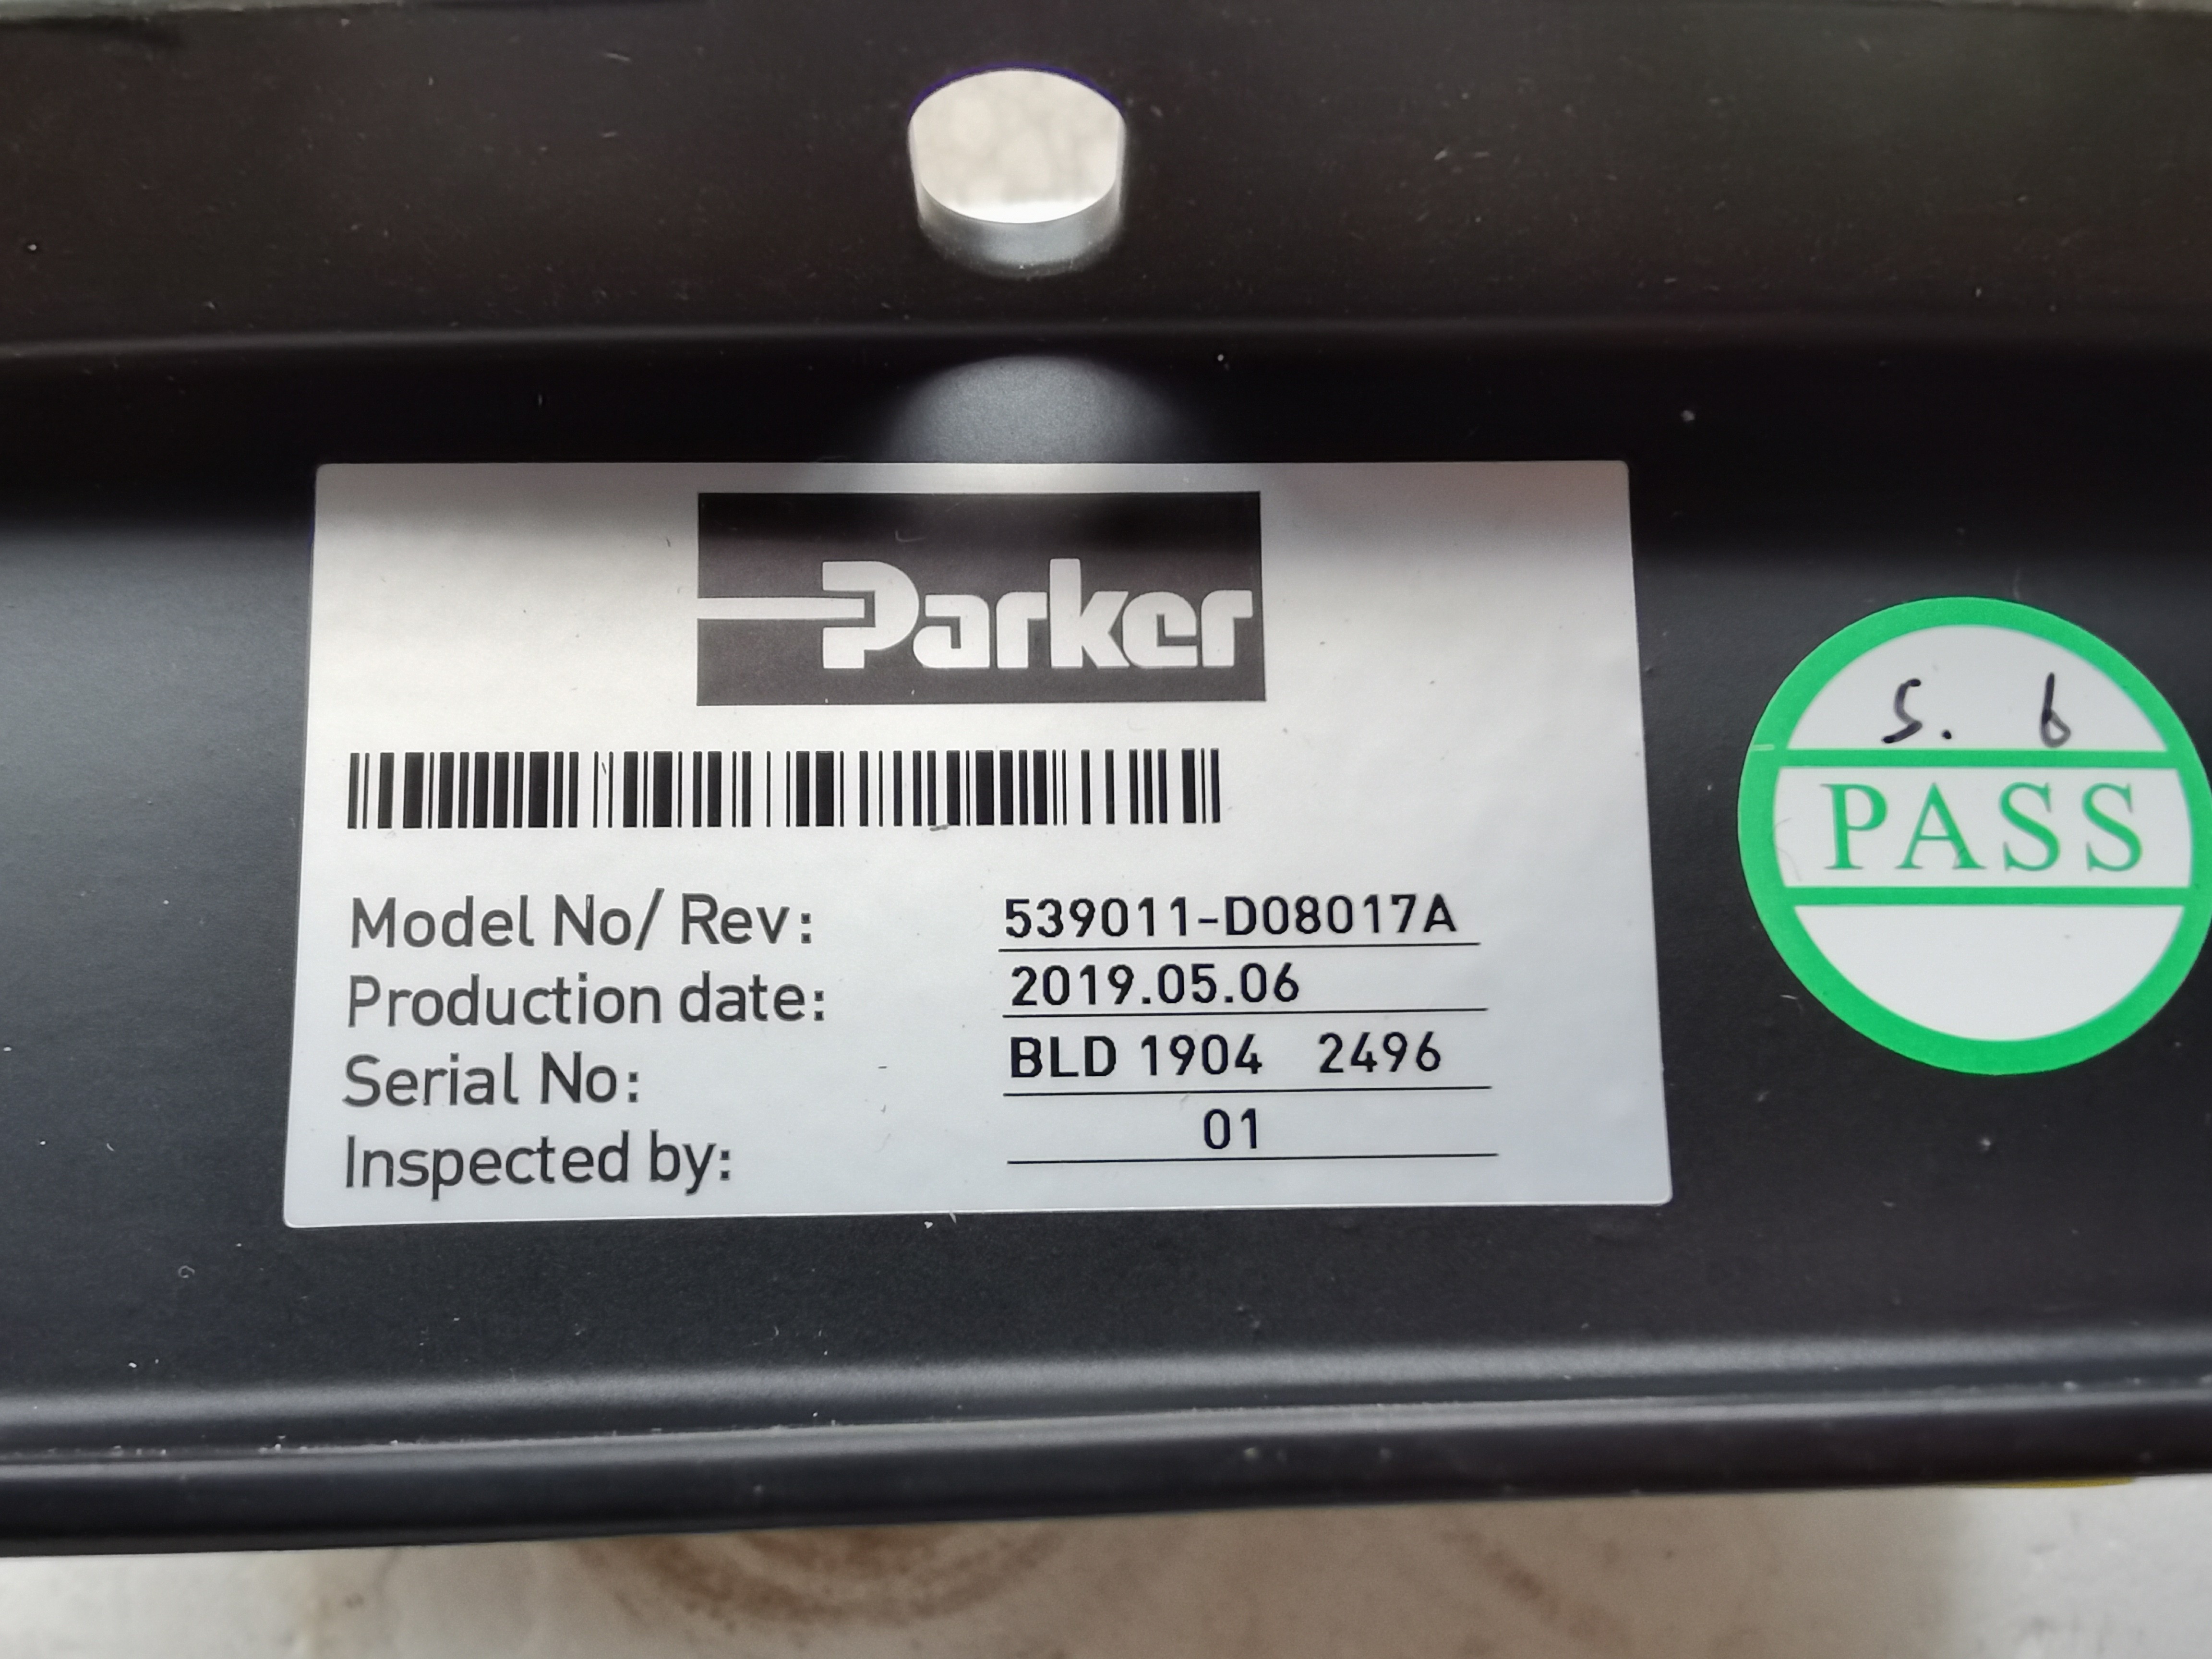 Parker
Model No/ Rev: 539011-D08017A
Production date: 2019.05.06
Serial No: BLD 1904 2496
Inspected by: 01
5. 6
PASS